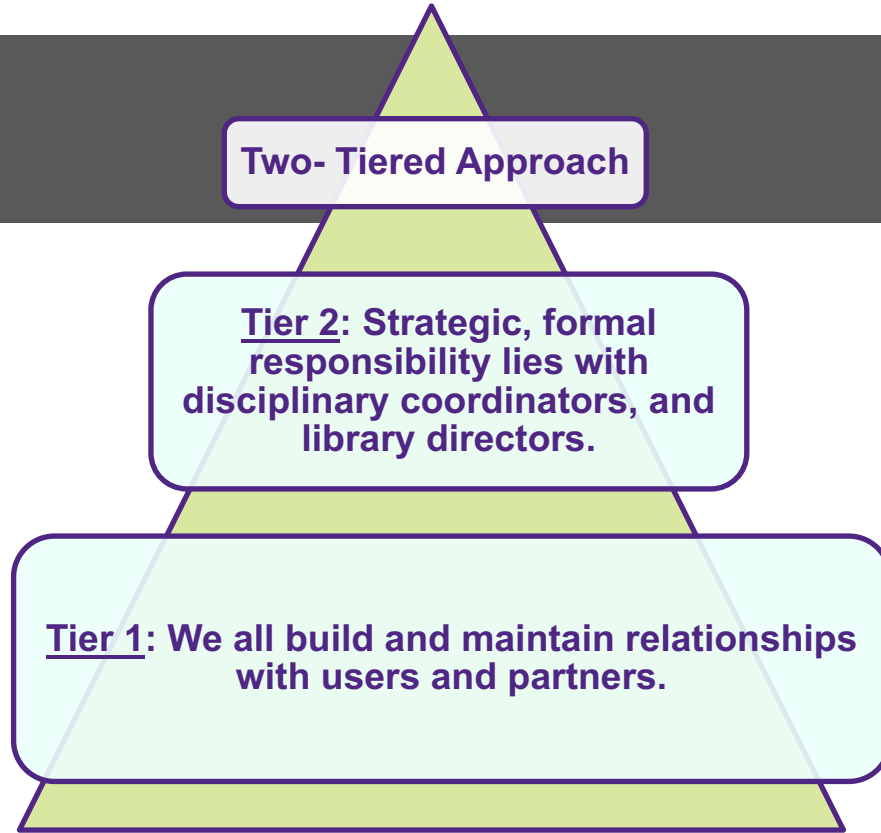 Two- Tiered Approach
Tier 2: Strategic, formal
responsibility lies with
disciplinary coordinators, and
library directors.
Tier 1: We all build and maintain relationships
with users and partners.